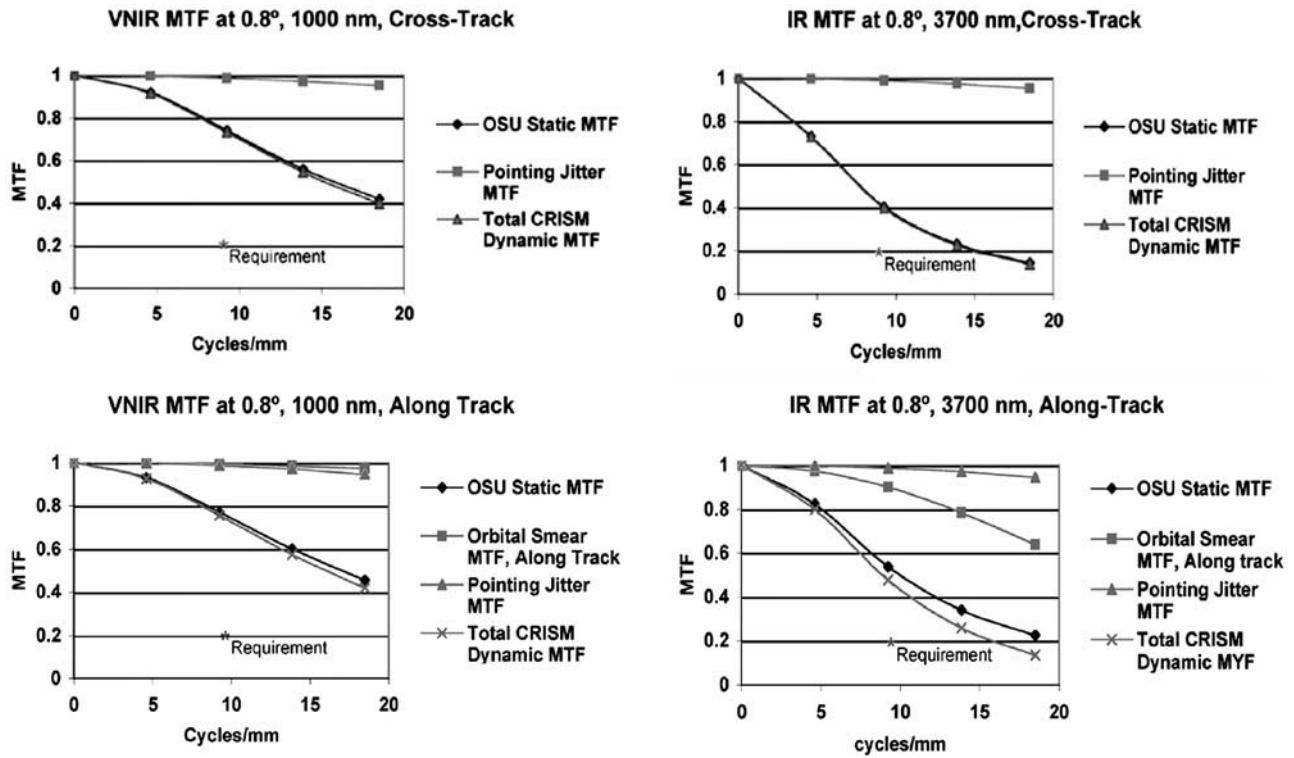 VNIR MTF at 0.8º, 1000 nm, Cross-Track
MTF
1
0.8
0.6
0.4
0.2
0
0
5
10
15
20
Cycles/mm
*Requirement
OSU Static MTF
Pointing Jitter
MTF
Total CRISM
Dynamic MTF
IR MTF at 0.8º, 3700 nm,Cross-Track
MTF
1
0.8
0.6
0.4
0.2
0
0
5
10
15
20
Cycles/mm
*Requirement
OSU Static MTF
Pointing Jitter
MTF
Total CRISM
Dynamic MTF
VNIR MTF at 0.8º, 1000 nm, Along Track
MTF
1
0.8
0.6
0.4
0.2
0
0
5
10
15
20
Cycles/mm
*Requirement
OSU Static MTF
Orbital Smear
MTF, Along Track
Pointing Jitter
MTF
Total CRISM
Dynamic MTF
IR MTF at 0.8º, 3700 nm, Along-Track
MTF
1
0.8
0.6
0.4
0.2
0
0
5
10
15
20
cycles/mm
*Requirement
OSU Static MTF
Orbital Smear
MTF, Along track
Pointing Jitter
MTF
Total CRISM
Dynamic MYF